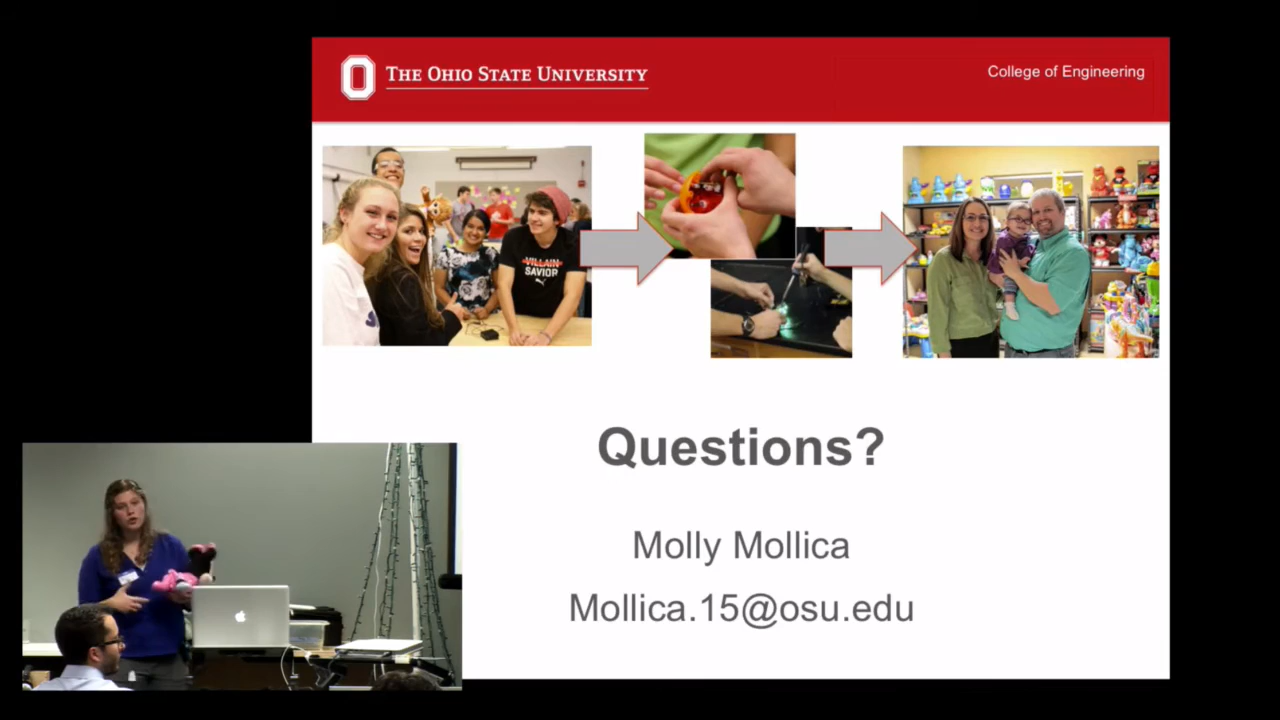 THE OHIO STATE UNIVERSITY
College of Engineering
VILLAIN
SAVIOR
Questions?
Molly Mollica
Mollica.15@osu.edu